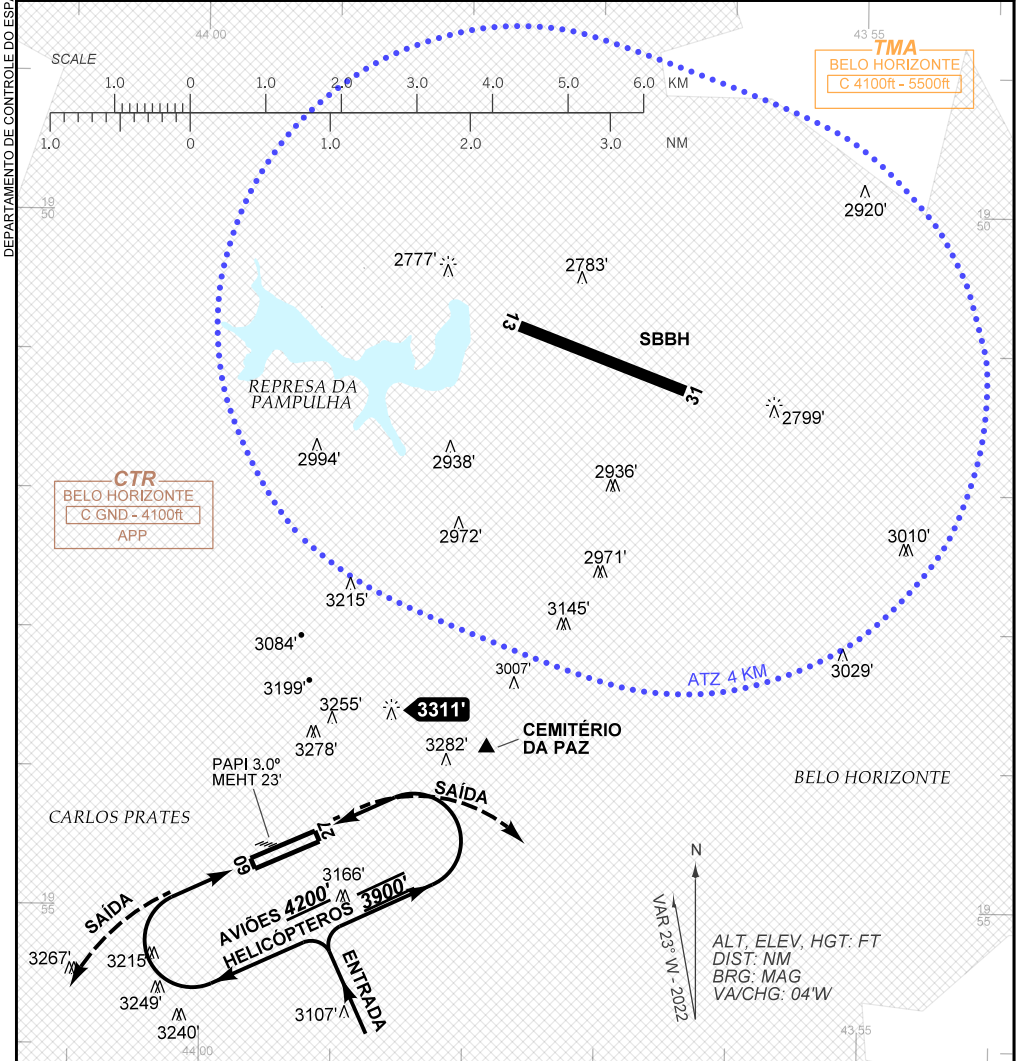 DEPARTAMENTO DE CONTROLE DO ESP
44 00
43 55
SCALE
TMA
BELO HORIZONTE
C 4100ft - 5500ft
1.0 0 1.0 2.0 3.0 4.0 5.0 6.0 KM
1.0 0 1.0 2.0 3.0 NM
19
50
19
50
2920'
2777'
2783'
13
SBBH
31
REPRESA DA
PAMPULHA
2799'
2994'
2938'
2936'
CTR
BELO HORIZONTE
C GND - 4100ft
APP
2972'
3010'
2971'
3215'
3145'
3084'
3007'
3029'
ATZ 4 KM
3199'
3255'
3311'
3278'
3282'
CEMITÉRIO
DA PAZ
PAPI 3.0º
MEHT 23'
BELO HORIZONTE
SAÍDA
CARLOS PRATES
27
09
N
3166'
19
55
19
55
SAÍDA
AVIÕES 4200'
HELICÓPTEROS 3900'
VAR 23° W - 2022
ALT, ELEV, HGT: FT
DIST: NM
BRG: MAG
VA/CHG: 04'W
3267'
3215'
ENTRADA
3249'
3240'
3107'
44 00
43 55